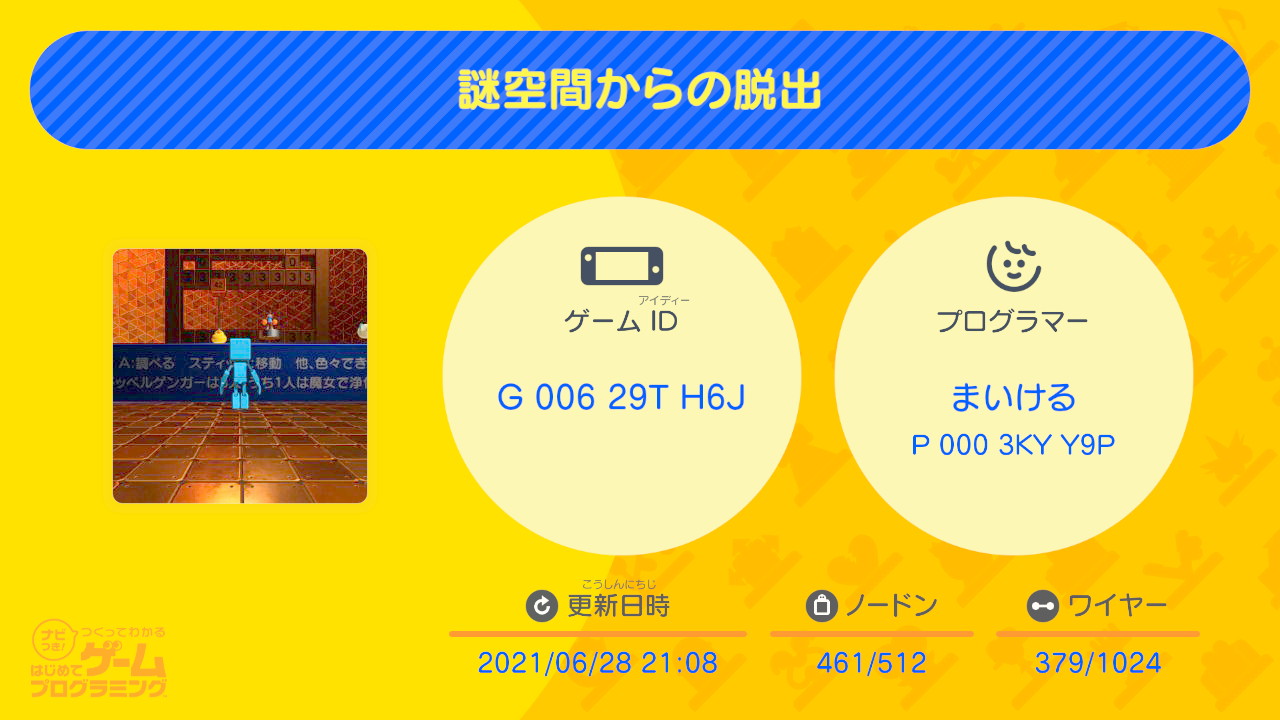 謎空間からの脱出
A:調べる スティック:移動 他、色々でき
ッペルゲンガーは
ち1人は魔女で浄
アイディー
ゲーム ID
G 006 29T H6J
プログラマー
まいける
P 000 3KY Y9P
こうしんにちじ
更新日時
2021/06/28 21:08
ノードン
461/512
ワイヤー
379/1024
ナビつき!
つくってわかる
はじめて
ゲーム
プログラミング